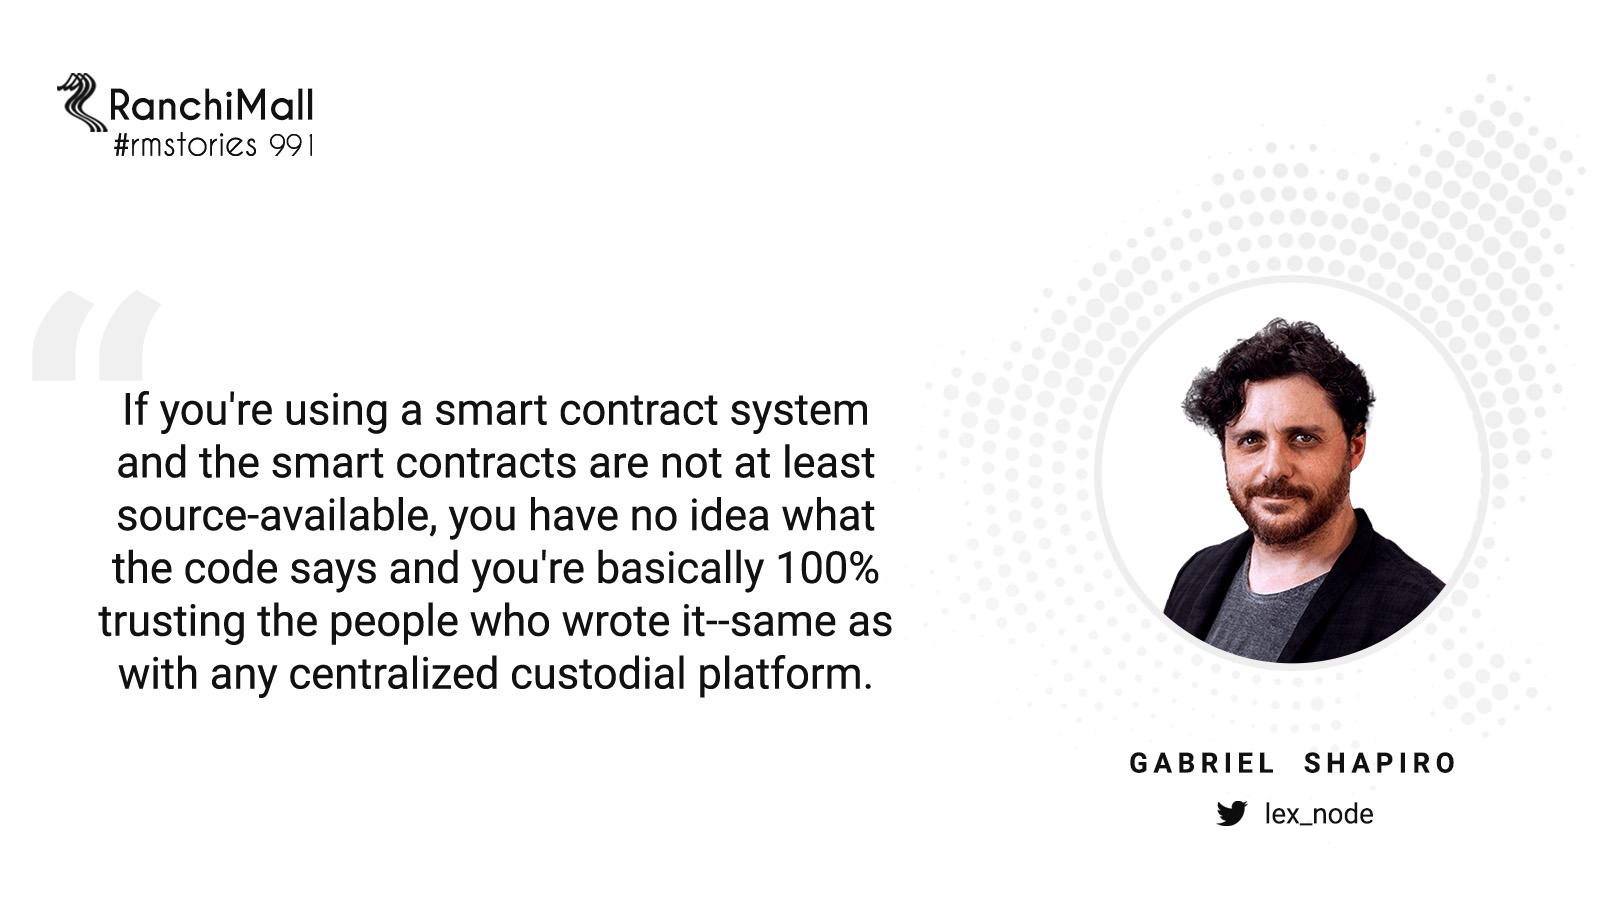 RanchiMall
#rmstories 991
If you're using a smart contract system
and the smart contracts are not at least
source-available, you have no idea what
the code says and you're basically 100%
trusting the people who wrote it--same as
with any centralized custodial platform.
GABRIEL SHAPIRO
lex_node